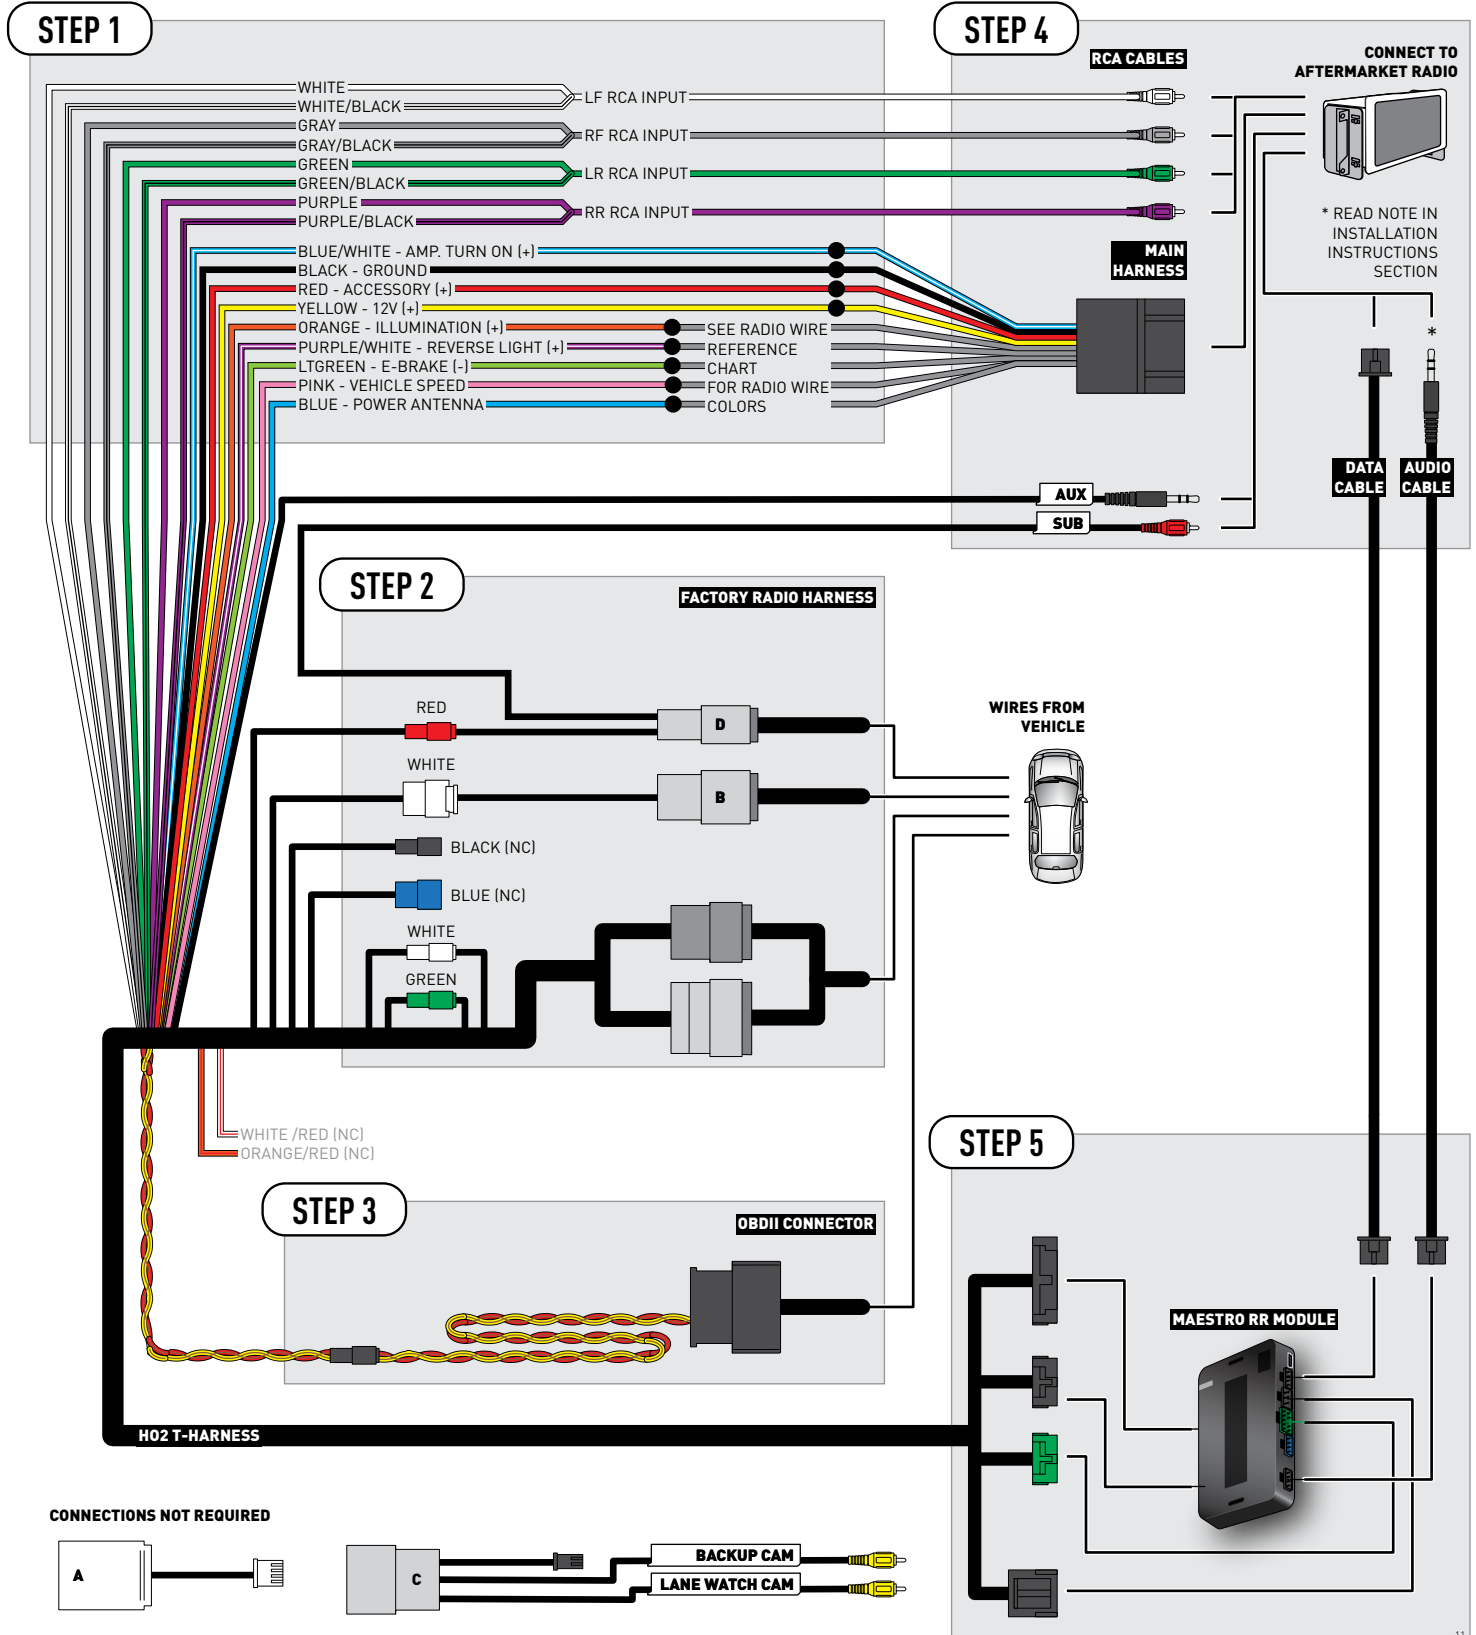 STEP 1
WHITE
WHITE/BLACK
LF RCA INPUT
GRAY
GRAY/BLACK
RF RCA INPUT
GREEN
GREEN/BLACK
LR RCA INPUT
PURPLE
PURPLE/BLACK
RR RCA INPUT
BLUE/WHITE - AMP. TURN ON (+)
BLACK - GROUND
RED - ACCESSORY (+)
YELLOW - 12V (+)
ORANGE - ILLUMINATION (+)
PURPLE/WHITE - REVERSE LIGHT (+)
LTGREEN - E-BRAKE (-)
PINK - VEHICLE SPEED
BLUE - POWER ANTENNA
SEE RADIO WIRE
REFERENCE
CHART
FOR RADIO WIRE
COLORS
STEP 4
RCA CABLES
CONNECT TO
AFTERMARKET RADIO
* READ NOTE IN
INSTALLATION
INSTRUCTIONS
SECTION
MAIN
HARNESS
*
DATA
CABLE
AUDIO
CABLE
AUX
SUB
STEP 2
FACTORY RADIO HARNESS
RED
D
WHITE
B
BLACK (NC)
BLUE (NC)
WHITE
GREEN
WIRES FROM
VEHICLE
WHITE /RED (NC)
ORANGE/RED (NC)
STEP 3
OBDII CONNECTOR
STEP 5
MAESTRO RR MODULE
HO2 T-HARNESS
CONNECTIONS NOT REQUIRED
A
C
BACKUP CAM
LANE WATCH CAM
11